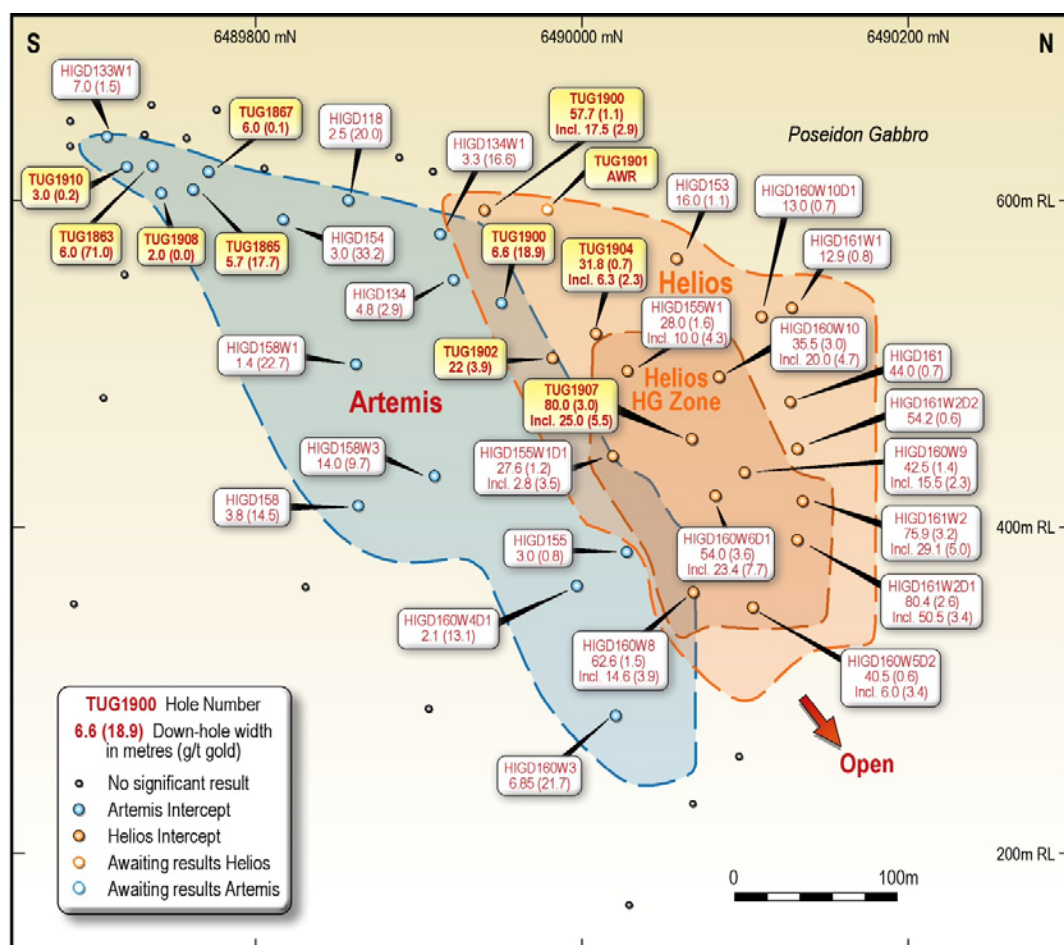 6489800 mN
6490000 mN
6490200 mN
S
N
HIGD133W1
7.0 (1.5)
TUG1867
6.0 (0.1)
HIGD118
2.5 (20.0)
HIGD134W1
3.3 (16.6)
TUG1900
57.7 (1.1)
Incl. 17.5 (2.9)
TUG1901
AWR
Poseidon Gabbro
HIGD153
16.0 (1.1)
HIGD160W10D1
13.0 (0.7)
HIGD161W1
12.9 (0.8)
600m RL
TUG1910
3.0 (0.2)
TUG1863
6.0 (71.0)
TUG1908
2.0 (0.0)
TUG1865
5.7 (17.7)
HIGD154
3.0 (33.2)
TUG1900
6.6 (18.9)
TUG1904
31.8 (0.7)
Incl. 6.3 (2.3)
Helios
HIGD134
4.8 (2.9)
HIGD155W1
28.0 (1.6)
Incl. 10.0 (4.3)
HIGD160W10
35.5 (3.0)
Incl. 20.0 (4.7)
HIGD158W1
1.4 (22.7)
TUG1902
22 (3.9)
Helios
HG Zone
HIGD161
44.0 (0.7)
Artemis
TUG1907
80.0 (3.0)
Incl. 25.0 (5.5)
HIGD161W2D2
54.2 (0.6)
HIGD158W3
14.0 (9.7)
HIGD155W1D1
27.6 (1.2)
Incl. 2.8 (3.5)
HIGD160W9
42.5 (1.4)
Incl. 15.5 (2.3)
HIGD158
3.8 (14.5)
HIGD161W2
75.9 (3.2)
Incl. 29.1 (5.0)
400m RL
HIGD155
3.0 (0.8)
HIGD160W6D1
54.0 (3.6)
Incl. 23.4 (7.7)
HIGD161W2D1
80.4 (2.6)
Incl. 50.5 (3.4)
HIGD160W4D1
2.1 (13.1)
HIGD160W8
62.6 (1.5)
Incl. 14.6 (3.9)
HIGD160W5D2
40.5 (0.6)
Incl. 6.0 (3.4)
HIGD160W3
6.85 (21.7)
Open
TUG1900 Hole Number
6.6 (18.9) Down-hole width
in metres (g/t gold)
No significant result
Artemis Intercept
Helios Intercept
Awaiting results Helios
Awaiting results Artemis
200m RL
0
100m